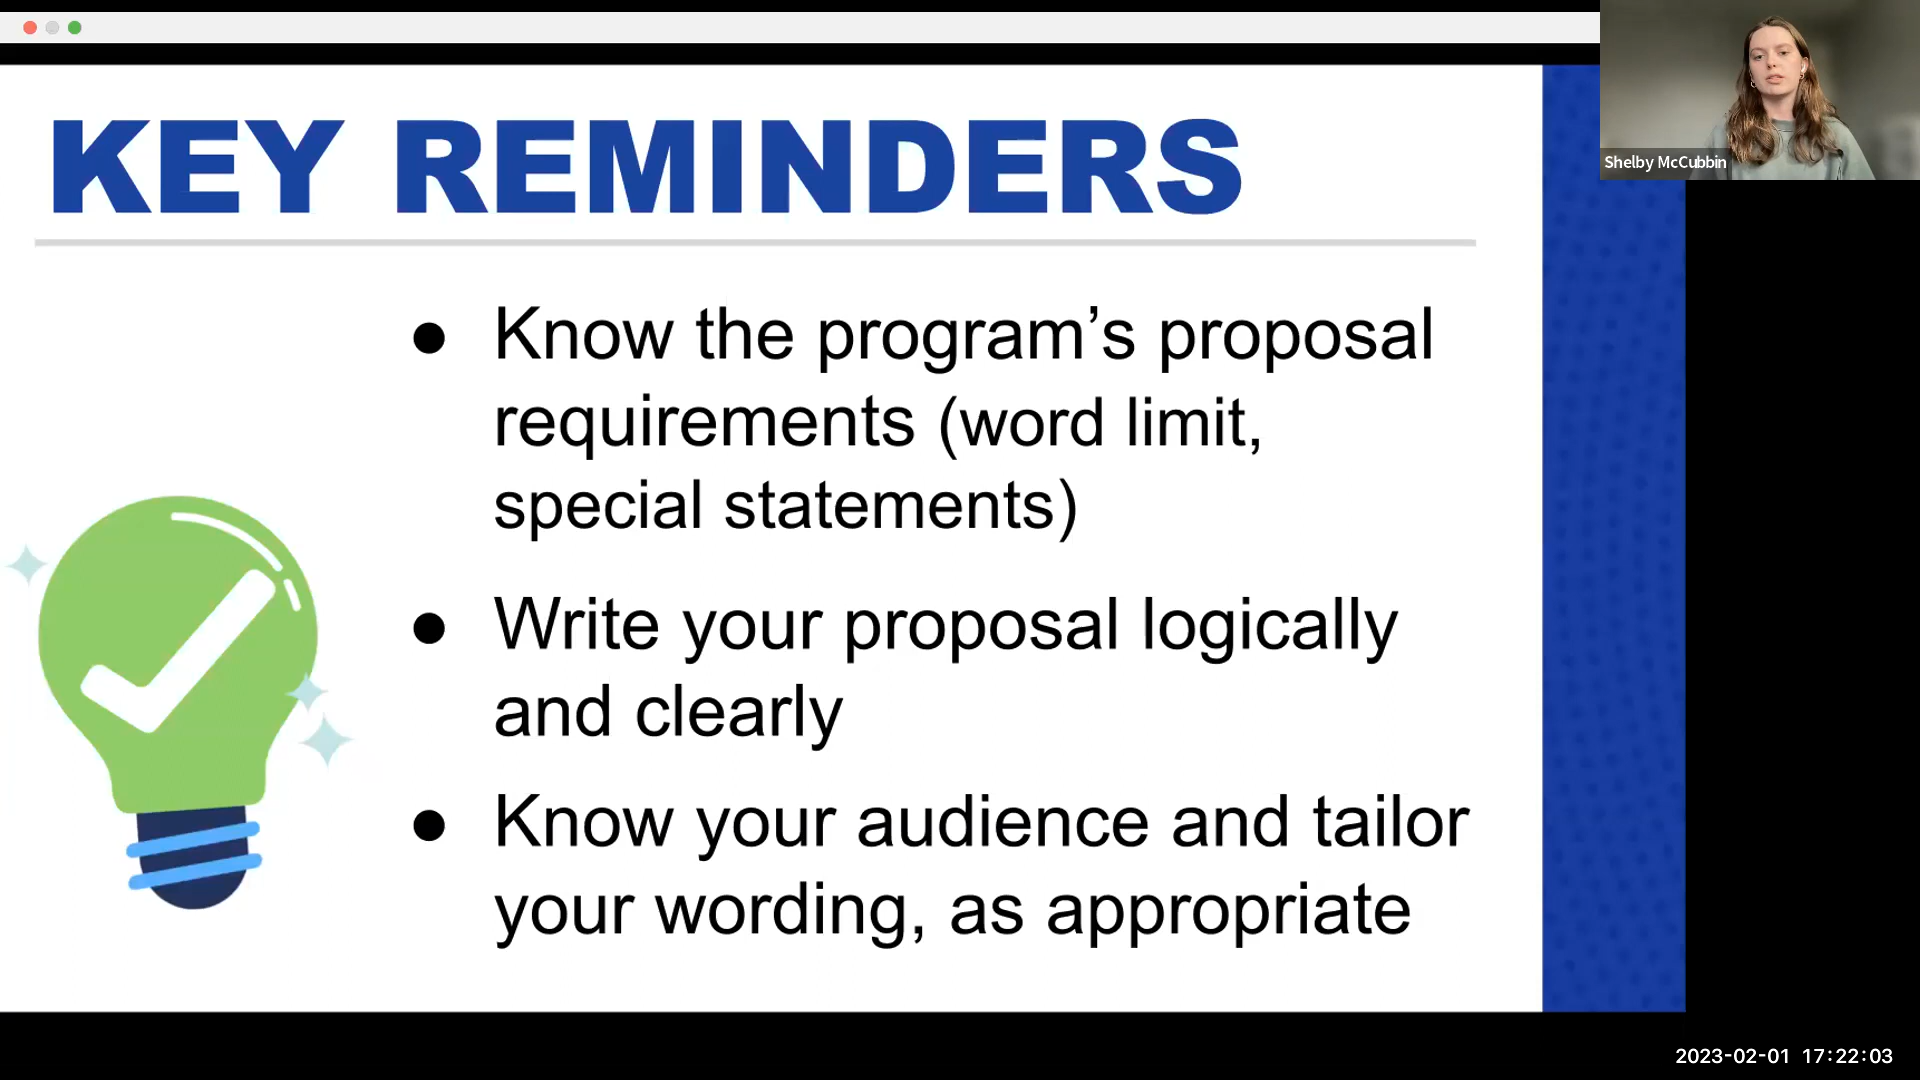 KEY REMINDERS
Shelby McCubbin
● Know the program’s proposal
requirements (word limit,
special statements)
● Write your proposal logically
and clearly
● Know your audience and tailor
your wording, as appropriate
2023-02-01 17:22:03